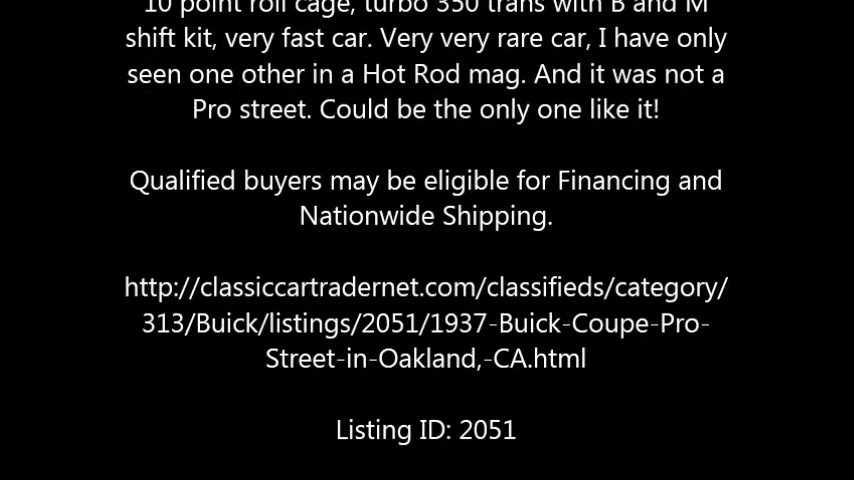 10 point roll cage, turbo 350 trans with B and M
shift kit, very fast car. Very very rare car, I have only
seen one other in a Hot Rod mag. And it was not a
Pro street. Could be the only one like it!
Qualified buyers may be eligible for Financing and
Nationwide Shipping.
http://classiccartradernet.com/classifieds/category/
313/Buick/listings/2051/1937-Buick-Coupe-Pro-
Street-in-Oakland,-CA.html
Listing ID: 2051